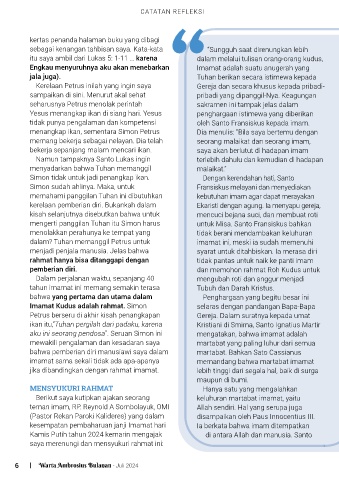 CATATAN REFLEKSI
kertas penanda halaman buku yang dibagi
sebagai kenangan tahbisan saya. Kata-kata
itu saya ambil dari Lukas 5: 1-11 ... karena
Engkau menyuruhnya aku akan menebarkan
jala juga).
Kerelaan Petrus inilah yang ingin saya
sampaikan di sini. Menurut akal sehat
seharusnya Petrus menolak perintah
Yesus menangkap ikan di siang hari. Yesus
tidak punya pengalaman dan kompetensi
menangkap ikan, sementara Simon Petrus
memang bekerja sebagai nelayan. Dia telah
bekerja sepanjang malam mencari ikan.
Namun tampaknya Santo Lukas ingin
menyadarkan bahwa Tuhan memanggil
Simon tidak untuk jadi penangkap ikan.
Simon sudah ahlinya. Maka, untuk
memahami panggilan Tuhan ini dibutuhkan
kerelaan pemberian diri. Bukankah dalam
kisah selanjutnya disebutkan bahwa untuk
mengerti panggilan Tuhan itu Simon harus
menolakkan perahunya ke tempat yang
dalam? Tuhan memanggil Petrus untuk
menjadi penjala manusia. Jelas bahwa
rahmat hanya bisa ditanggapi dengan
pemberian diri.
Dalam perjalanan waktu, sepanjang 40
tahun imamat ini memang semakin terasa
bahwa yang pertama dan utama dalam
Imamat Kudus adalah rahmat. Simon
Petrus berseru di akhir kisah penangkapan
ikan itu,"Tuhan pergilah dari padaku, karena
aku ini seorang pendosa". Seruan Simon ini
mewakili pengalaman dan kesadaran saya
bahwa pemberian diri manusiawi saya dalam
imamat sama sekali tidak ada apa-apanya
jika dibandingkan dengan rahmat imamat.
MENSYUKURI RAHMAT
Berikut saya kutipkan ajakan seorang
teman imam, RP. Reynold A Sombolayuk, OMI
(Pastor Rekan Paroki Kalideres) yang dalam
kesempatan pembaharuan janji imamat hari
Kamis Putih tahun 2024 kemarin mengajak
saya merenungi dan mensyukuri rahmat ini:
"Sungguh saat direnungkan lebih
dalam melalui tulisan orang-orang kudus,
Imamat adalah suatu anugerah yang
Tuhan berikan secara istimewa kepada
Gereja dan secara khusus kepada pribadi-
pribadi yang dipanggil-Nya. Keagungan
sakramen ini tampak jelas dalam
penghargaan istimewa yang diberikan
oleh Santo Fransiskus kepada imam.
Dia menulis: "Bila saya bertemu dengan
seorang malaikat dan seorang imam,
saya akan berlutut di hadapan imam
terlebih dahulu dan kemudian di hadapan
malaikat."
Dengan kerendahan hati, Santo
Fransiskus melayani dan menyediakan
kebutuhan imam agar dapat merayakan
Ekaristi dengan agung. Ia menyapu gereja,
mencuci bejana suci, dan membuat roti
untuk Misa. Santo Fransiskus bahkan
tidak berani mendambakan keluhuran
imamat ini, meski ia sudah memenuhi
syarat untuk ditahbiskan. Ia merasa diri
tidak pantas untuk naik ke panti imam
dan memohon rahmat Roh Kudus untuk
mengubah roti dan anggur menjadi
Tubuh dan Darah Kristus.
Penghargaan yang begitu besar ini
selaras dengan pandangan Bapa-Bapa
Gereja. Dalam suratnya kepada umat
Kristiani di Smirna, Santo Ignatius Martir
mengatakan, bahwa imamat adalah
martabat yang paling luhur dari semua
martabat. Bahkan Sato Cassianus
memandang bahwa martabat imamat
lebih tinggi dari segala hal, baik di surga
maupun di bumi.
Hanya satu yang mengalahkan
keluhuran martabat imamat, yaitu
Allah sendiri. Hal yang serupa juga
disampaikan oleh Paus Innocentius III.
Ia berkata bahwa imam ditempatkan
di antara Allah dan manusia. Santo
6 | Warta Ambrosius Bulanan - Juli 2024